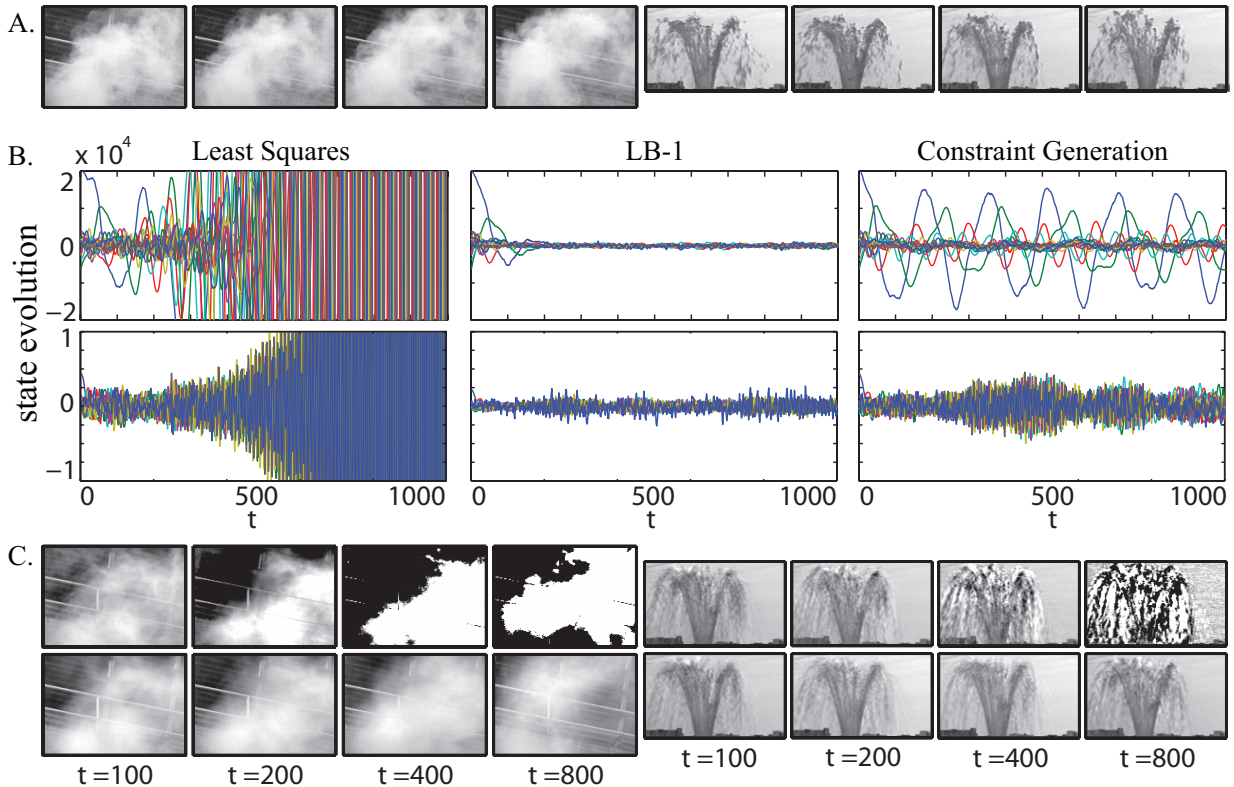 A.
B.
x 10^4
Least Squares
LB-1
Constraint Generation
state evolution
2
0
−2
1
0
−1
0
500
1000
t
0
500
1000
t
0
500
1000
t
C.
t =100
t =200
t =400
t =800
t =100
t =200
t =400
t =800